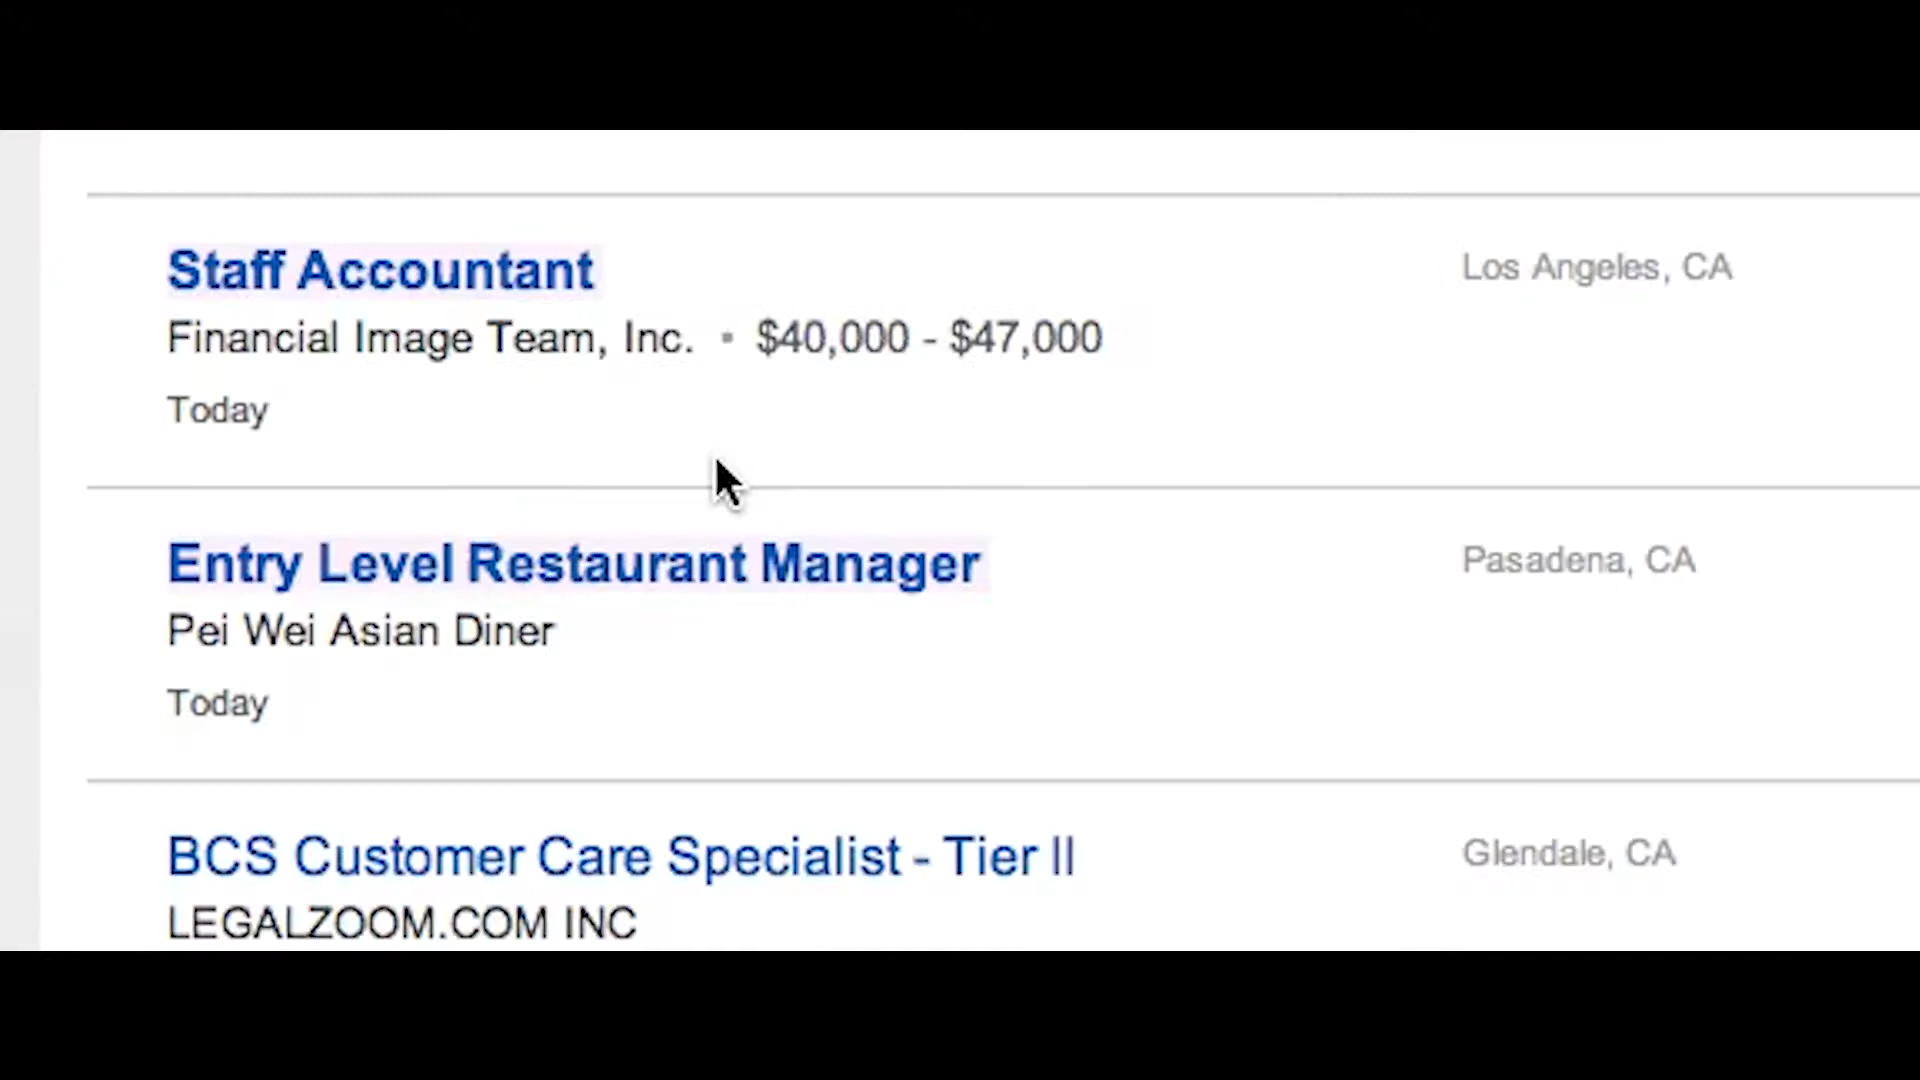 Staff Accountant
Los Angeles, CA
Financial Image Team, Inc. • $40,000 - $47,000
Today
Entry Level Restaurant Manager
Pasadena, CA
Pei Wei Asian Diner
Today
BCS Customer Care Specialist - Tier II
Glendale, CA
LEGALZOOM.COM INC